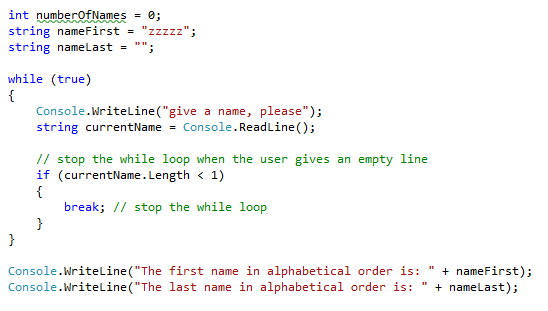 int numberOfNames = 0;
string nameFirst = "zzzzz";
string nameLast = "";

while (true)
{
    Console.WriteLine("give a name, please");
    string currentName = Console.ReadLine();

    // stop the while loop when the user gives an empty line
    if (currentName.Length < 1)
    {
        break; // stop the while loop
    }
}

Console.WriteLine("The first name in alphabetical order is: " + nameFirst);
Console.WriteLine("The last name in alphabetical order is: " + nameLast);